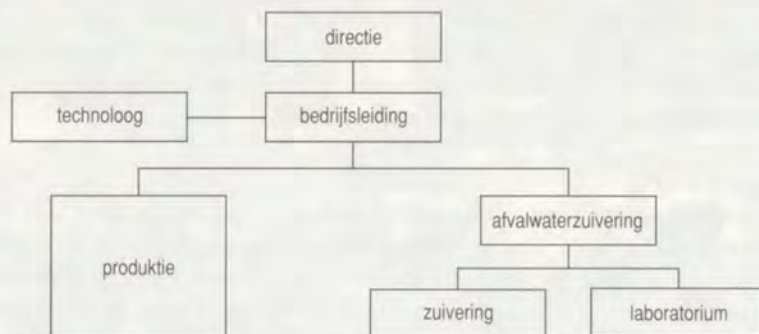 directie
technoloog
bedrijfsleiding
afvalwaterzuivering
produktie
zuivering
laboratorium